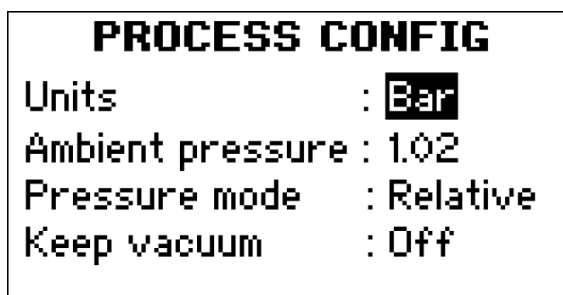 PROCESS CONFIG
Units : Bar
Ambient pressure : 1.02
Pressure mode : Relative
Keep vacuum : Off